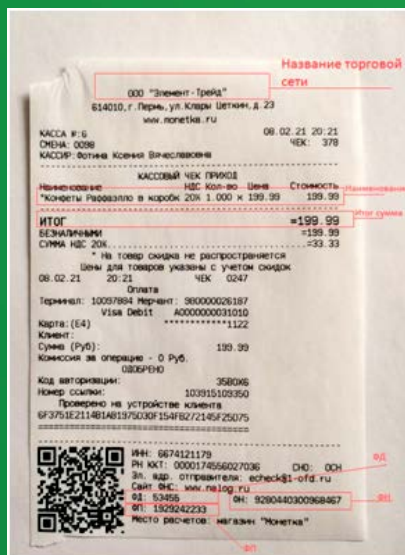 Название торговой
сети
ООО "Элемент-Трейд"
614010, г.Пермь, ул.Клары Цеткин, д.23
www.monetka.ru
КАССА №:6 08.02.21 20:21
СМЕНА: 0098 ЧЕК: 378
КАССИР: Фотина Ксения Вячеславовна
КАССОВЫЙ ЧЕК ПРИХОД
Наименование НДС Кол-во Цена Стоимость
Наименование
*Конфеты Раффаэлло в коробк 20% 1.000 x 199.99 199.99
Итог сумма
ИТОГ =199.99
БЕЗНАЛИЧНЫМИ =199.99
СУММА НДС 20% =33.33
* На товар скидка не распространяется
Цены для товаров указаны с учетом скидок
08.02.21 20:21 ЧЕК 0247
Оплата
Терминал: 10097884 Мерчант: 980000026187
Visa Debit A0000000031010
Карта:(E4) ************1122
Клиент:
Сумма (Руб): 199.99
Комиссия за операцию - 0 Руб.
ОДОБРЕНО
Код авторизации: 35B0X6
Номер ссылки: 103915109350
Проверено на устройстве клиента
6F3751E2114B1AB1975030F154FB272145F25075
ИНН: 6674121179
РН ККТ: 0000174556027036 СНО: ОСН
ФД
Эл. адр. отправителя: echeck@1-ofd.ru
Сайт ФНС: www.nalog.ru
ФД: 53455 ФН: 9280440300968467
ФН
ФП: 1929242233
Место расчетов: магазин "Монетка"
ФП